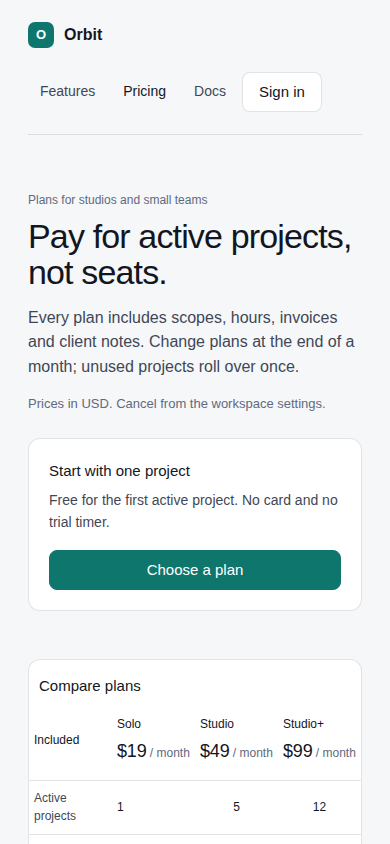 O Orbit
Features Pricing Docs Sign in
Plans for studios and small teams
Pay for active projects,
not seats.
Every plan includes scopes, hours, invoices
and client notes. Change plans at the end of a
month; unused projects roll over once.
Prices in USD. Cancel from the workspace settings.
Start with one project
Free for the first active project. No card and no
trial timer.
Choose a plan
Compare plans
Included Solo Studio Studio+
$19 / month $49 / month $59 / month
Active
projects 1 5 12